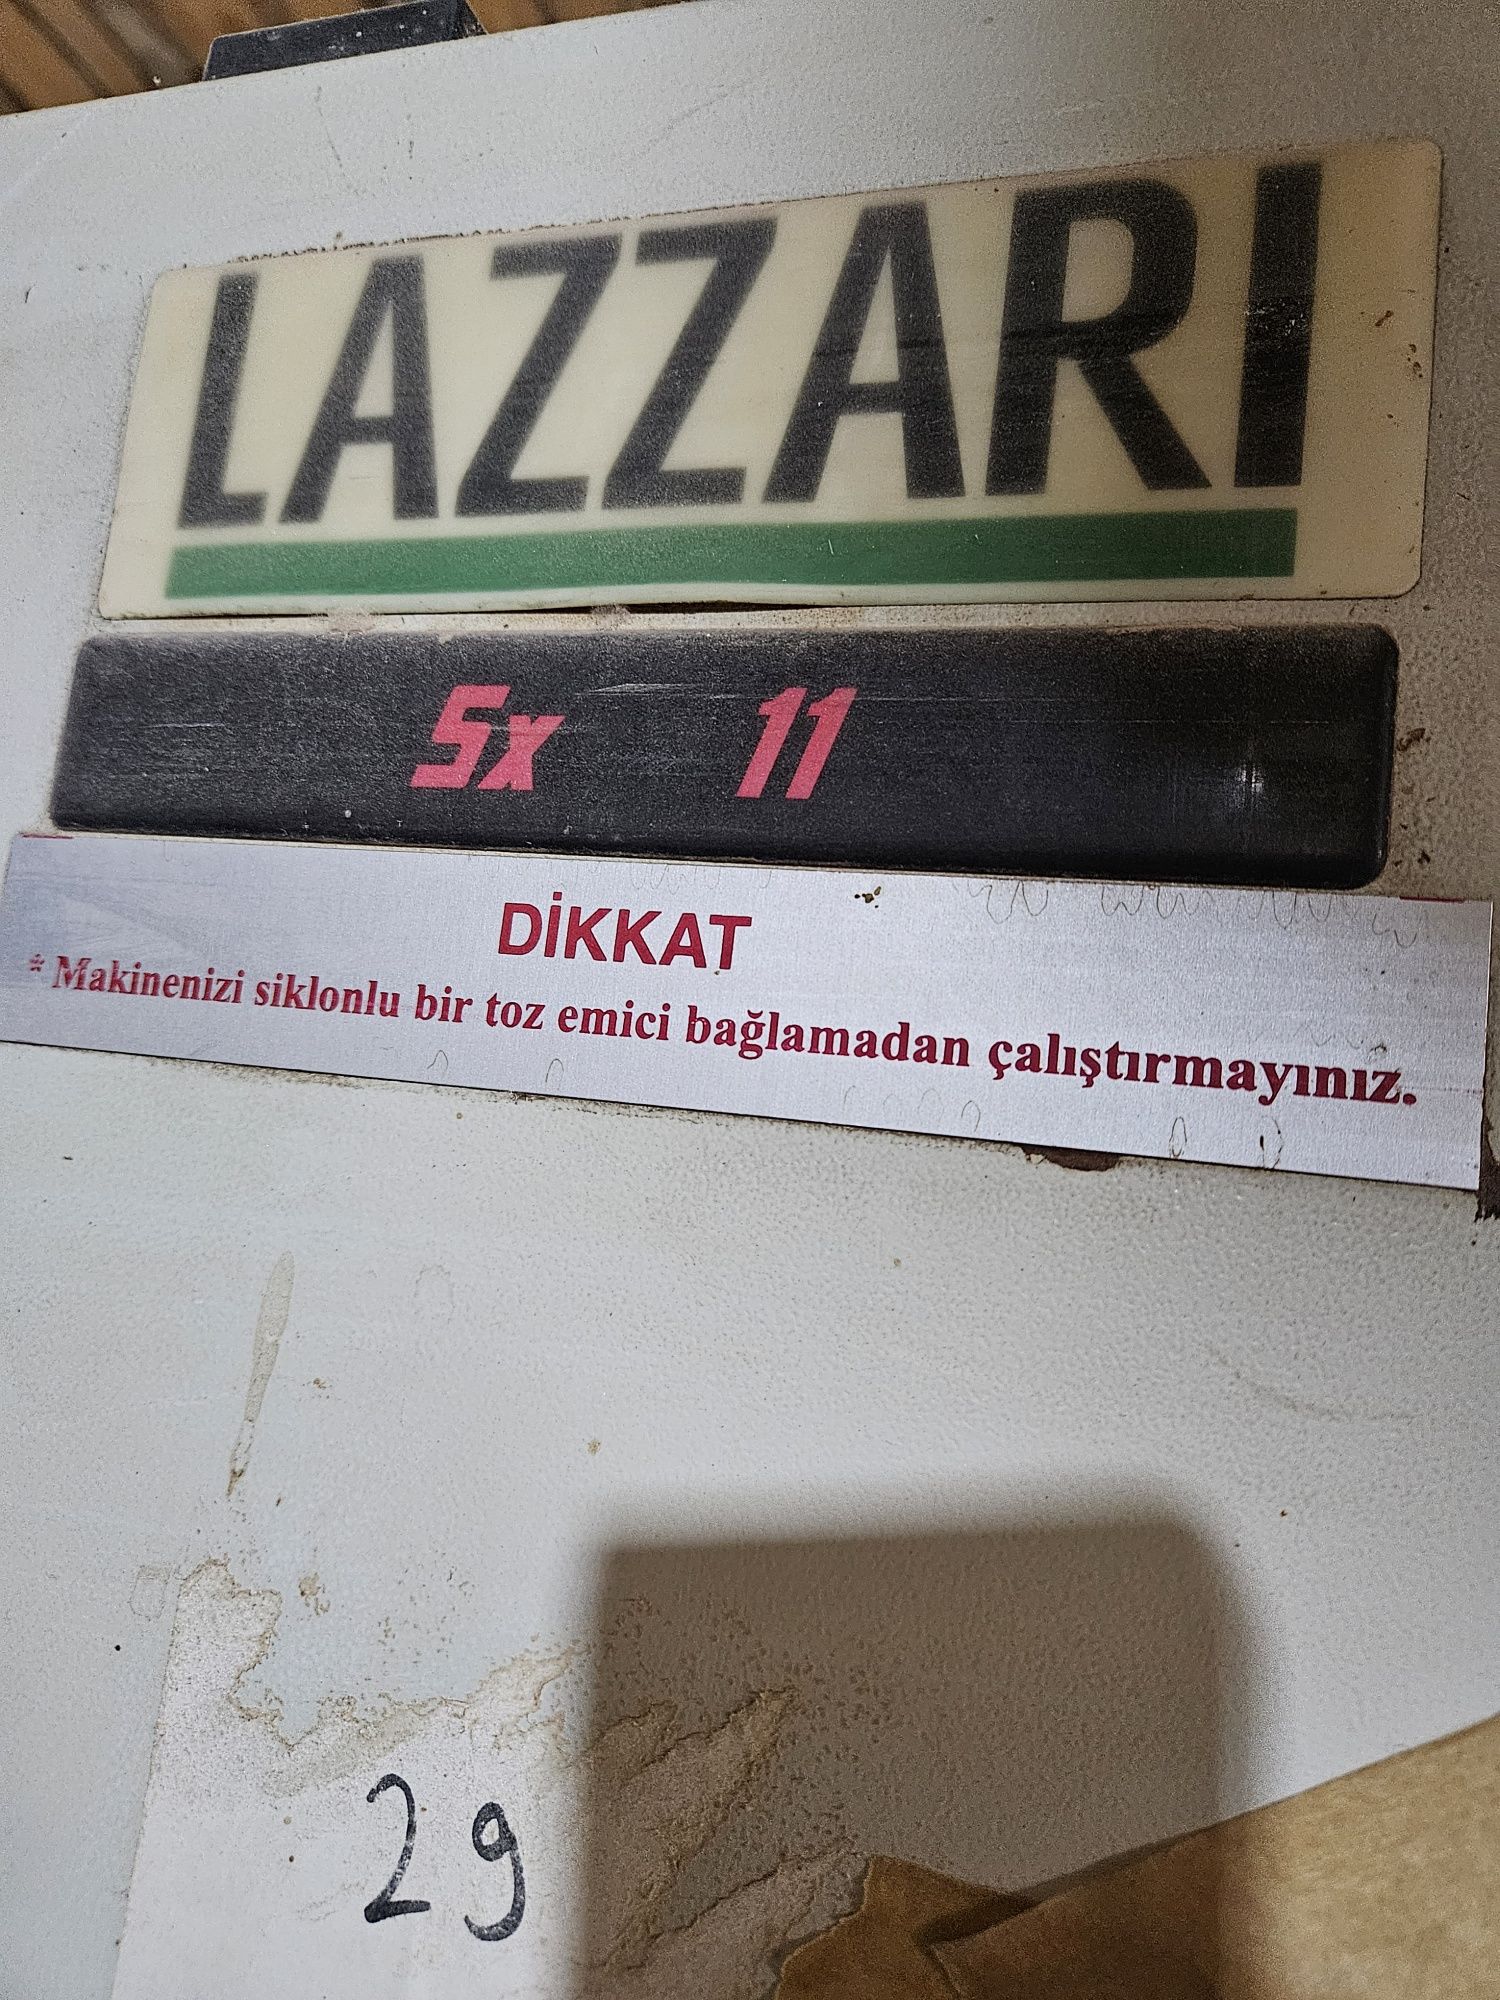 LAZZARI
Sx 11
DİKKAT
* Makinenizi siklonlu bir toz emici bağlamadan çalıştırmayınız.
29